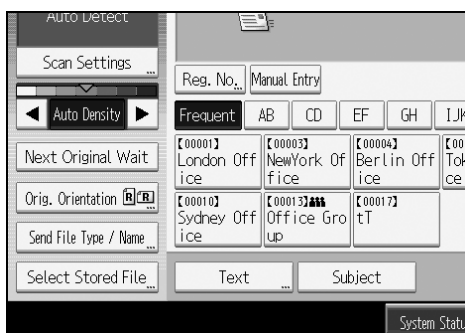 Auto Detect
Scan Settings
Auto Density
Next Original Wait
Orig. Orientation R R
Send File Type / Name
Select Stored File
Reg. No. Manual Entry
Frequent AB CD EF GH IJK
【00001】 【00003】 【00004】 【00
London Off NewYork Of Berlin Off Tok
ice fice ice ce
【00010】 【00013】 【00017】
Sydney Off Office Gro tT
ice up
Text Subject
System Statu